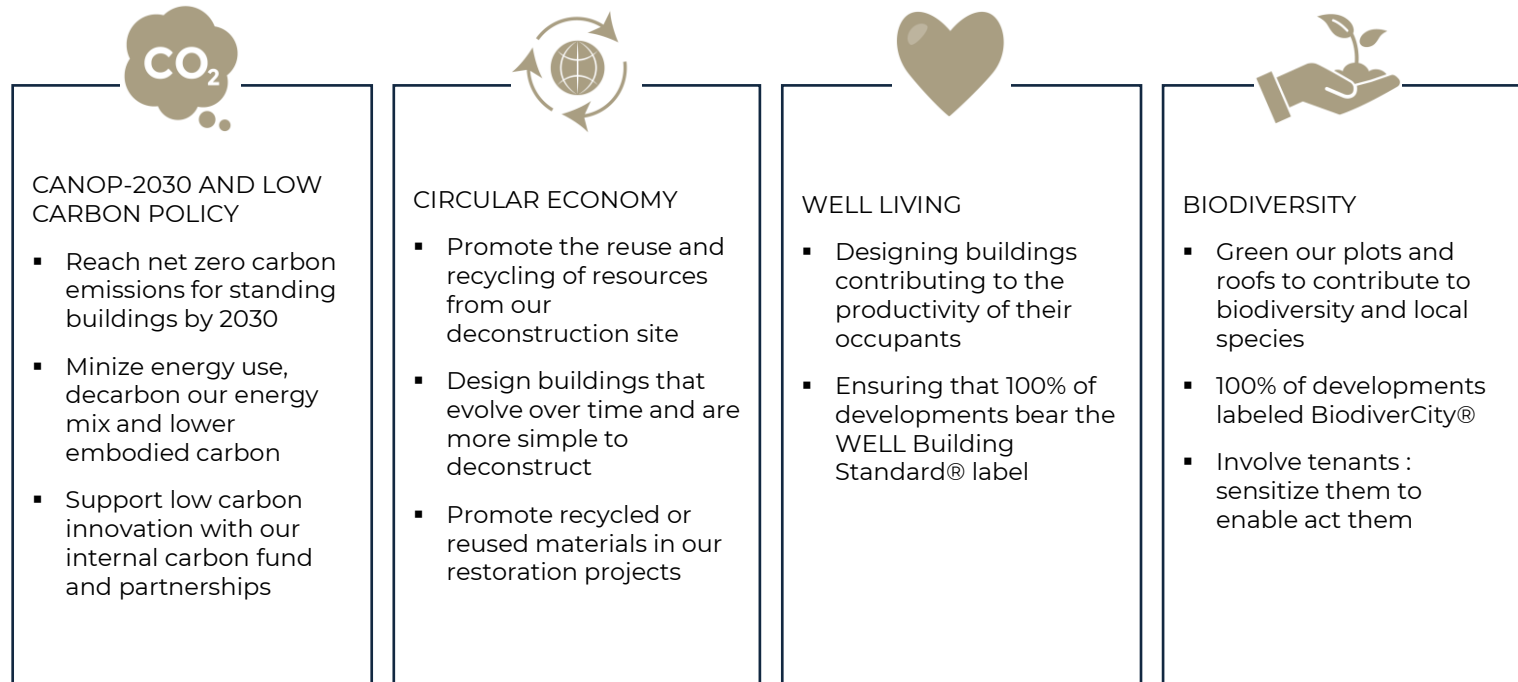 CO2
CANOP-2030 AND LOW
CARBON POLICY
▪ Reach net zero carbon
emissions for standing
buildings by 2030
▪ Minize energy use,
decarbon our energy
mix and lower
embodied carbon
▪ Support low carbon
innovation with our
internal carbon fund
and partnerships
CIRCULAR ECONOMY
▪ Promote the reuse and
recycling of resources
from our
deconstruction site
▪ Design buildings that
evolve over time and are
more simple to
deconstruct
▪ Promote recycled or
reused materials in our
restoration projects
WELL LIVING
▪ Designing buildings
contributing to the
productivity of their
occupants
▪ Ensuring that 100% of
developments bear the
WELL Building
Standard® label
BIODIVERSITY
▪ Green our plots and
roofs to contribute to
biodiversity and local
species
▪ 100% of developments
labeled BiodiverCity®
▪ Involve tenants :
sensitize them to
enable act them